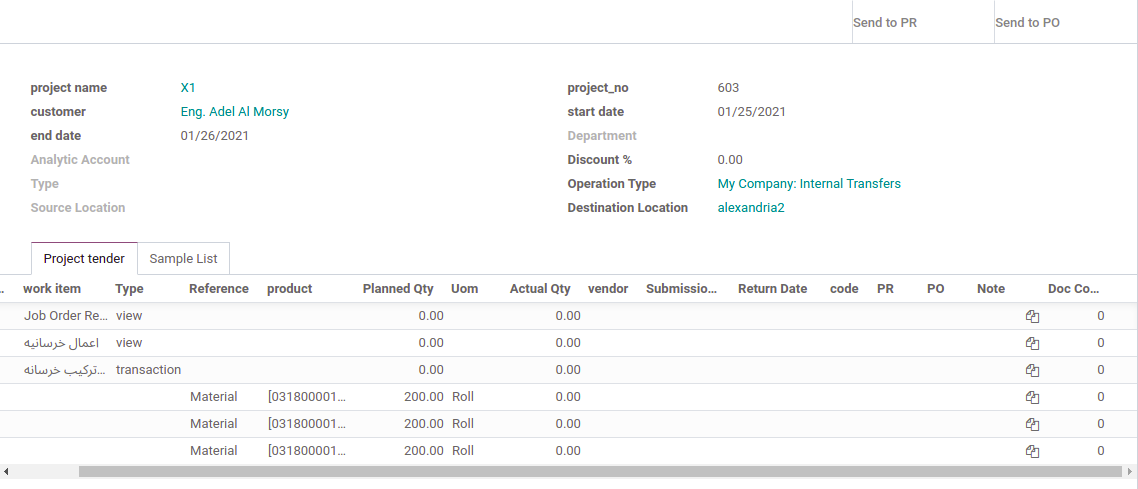 Send to PR Send to PO
project name X1 project_no 603
customer Eng. Adel Al Morsy start date 01/25/2021
end date 01/26/2021 Department
Analytic Account Discount % 0.00
Type Operation Type My Company: Internal Transfers
Source Location Destination Location alexandria2
Project tender Sample List
.. work item Type Reference product Planned Qty Uom Actual Qty vendor Submissio... Return Date code PR PO Note Doc Co...
Job Order Re... view 0.00 0.00 0
اعمال خرسانيه view 0.00 0.00 0
تركيب خرسانه... transaction 0.00 0.00 0
Material [031800001... 200.00 Roll 0.00 0
Material [031800001... 200.00 Roll 0.00 0
Material [031800001... 200.00 Roll 0.00 0